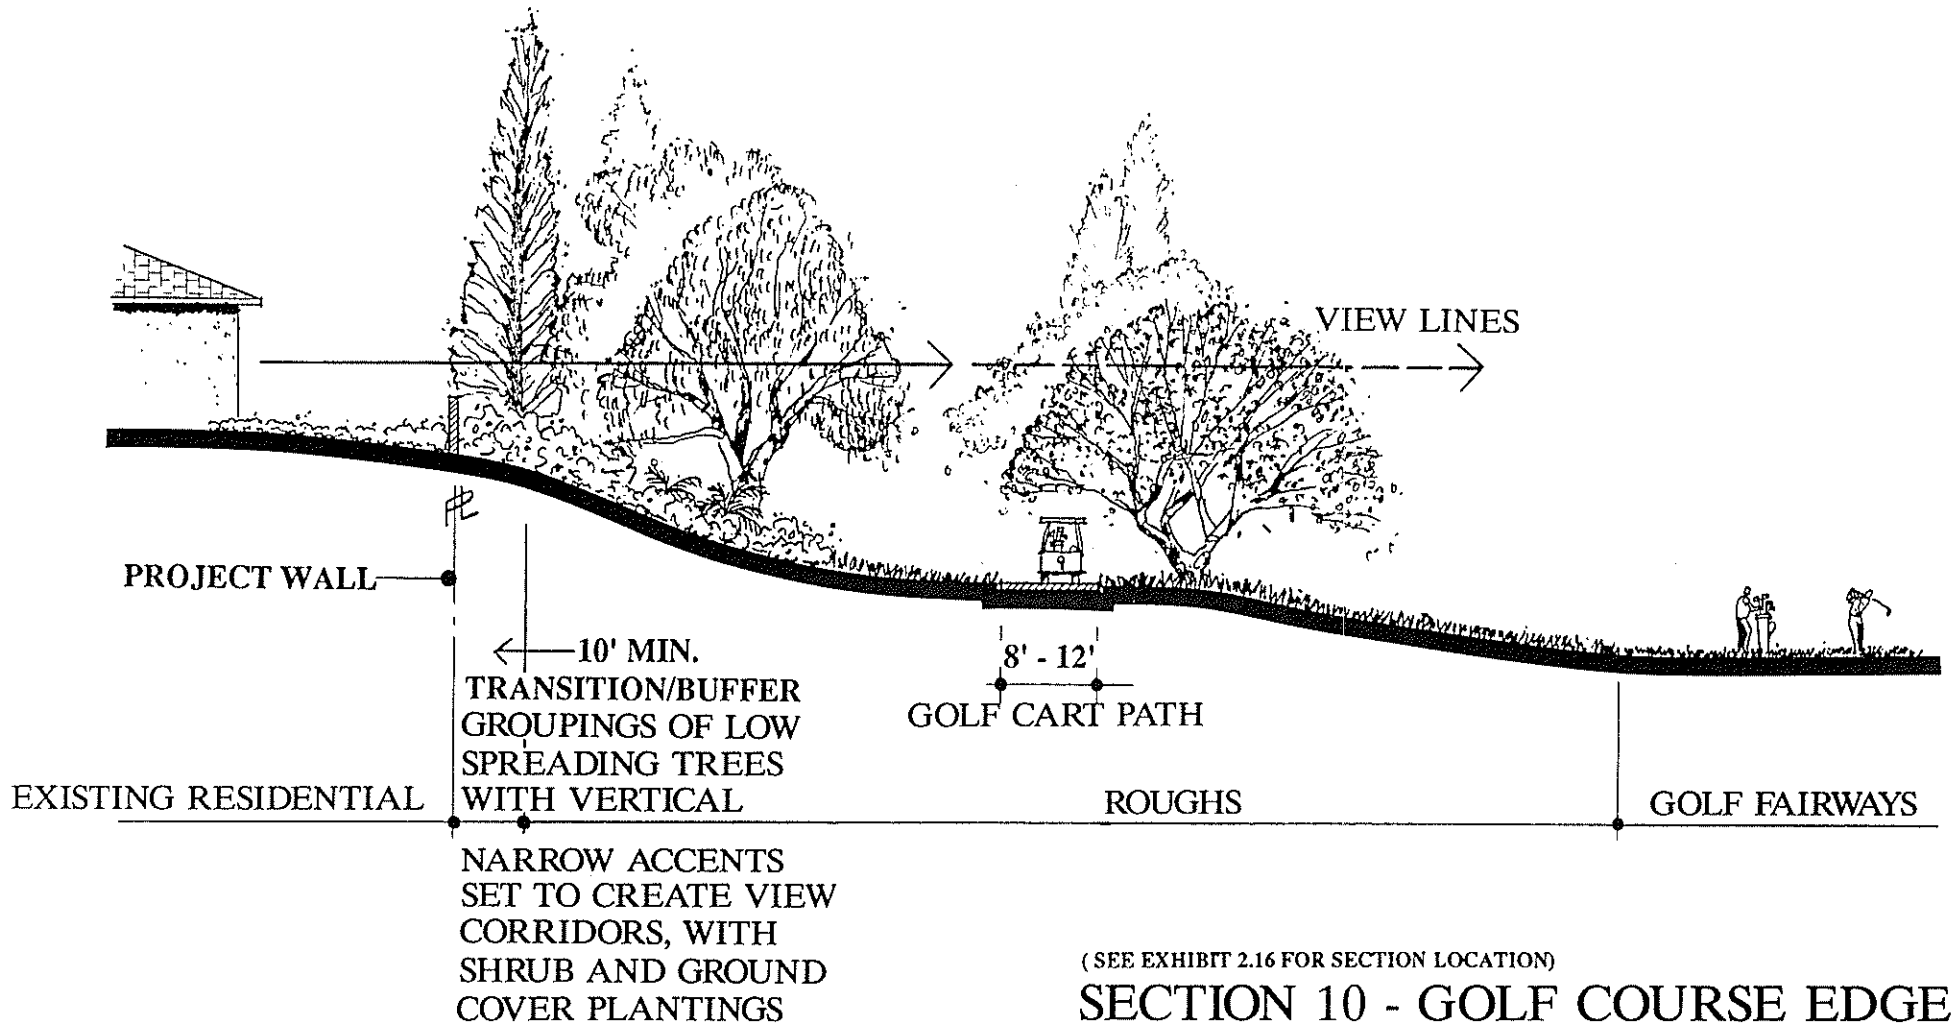 VIEW LINES
PL
PROJECT WALL
10' MIN.
TRANSITION/BUFFER
GROUPINGS OF LOW
SPREADING TREES
WITH VERTICAL
NARROW ACCENTS
SET TO CREATE VIEW
CORRIDORS, WITH
SHRUB AND GROUND
COVER PLANTINGS
8' - 12'
GOLF CART PATH
EXISTING RESIDENTIAL
ROUGHS
GOLF FAIRWAYS
( SEE EXHIBIT 2.16 FOR SECTION LOCATION)
SECTION 10 - GOLF COURSE EDGE